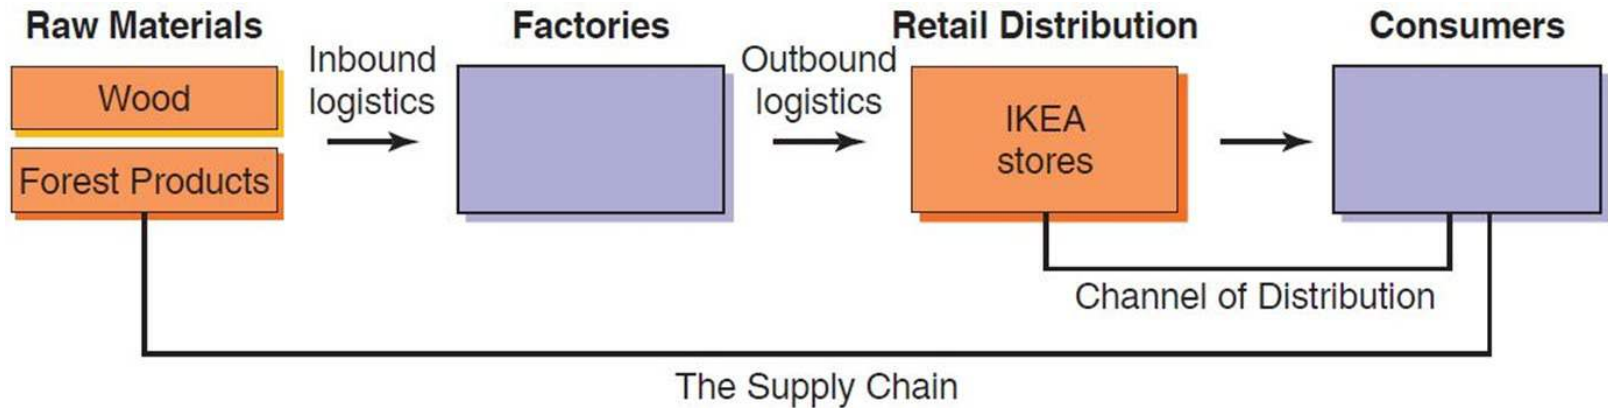 Raw Materials
Factories
Retail Distribution
Consumers
Wood
Forest Products
Inbound
logistics
Outbound
logistics
IKEA
stores
Channel of Distribution
The Supply Chain